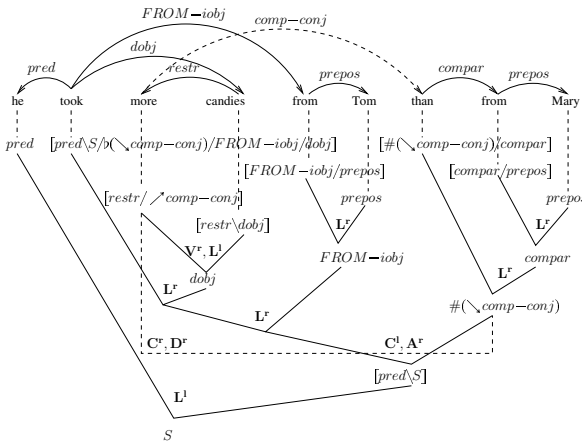 FROM−iobj
comp−conj
dobj
pred restr prepos compar prepos
he took more candies from Tom than from Mary
pred [pred\S/♭(↘comp−conj)/FROM−iobj/dobj] [#(↘comp−conj)/compar]
[FROM−iobj/prepos] [compar/prepos]
[restr/↗comp−conj] prepos prepos
[restr\dobj] Lʳ Lʳ
Vʳ, Lˡ FROM−iobj compar
dobj Lʳ
Lʳ #(↘comp−conj)
Lʳ
Cʳ, Dʳ Cˡ, Aʳ
[pred\S]
Lˡ
S